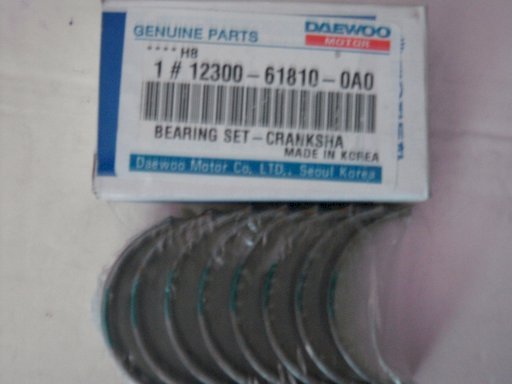 GENUINE PARTS
DAEWOO
MOTOR
**** H8
1 # 12300-61810-0A0
BEARING SET-CRANKSHA
MADE IN KOREA
Daewoo Motor Co, LTD., Seoul Korea